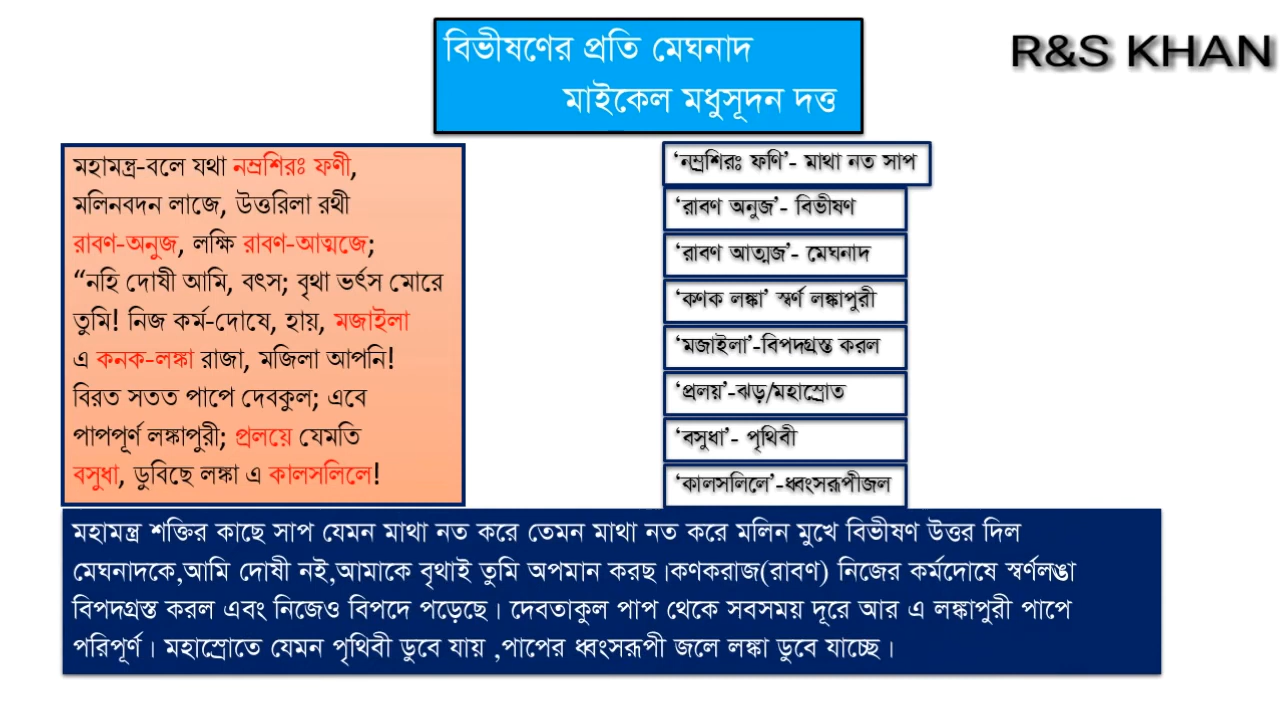 বিভীষণের প্রতি মেঘনাদ
মাইকেল মধুসূদন দত্ত
R&S KHAN
মহামন্ত্র-বলে যথা নম্রশিরঃ ফণী,
মলিনবদন লাজে, উত্তরিলা রথী
রাবণ-অনুজ, লক্ষি রাবণ-আত্মজে;
“নহি দোষী আমি, বৎস; বৃথা ভর্ৎস মোরে
তুমি! নিজ কর্ম-দোষে, হায়, মজাইলা
এ কনক-লঙ্কা রাজা, মজিলা আপনি!
বিরত সতত পাপে দেবকুল; এবে
পাপপূর্ণ লঙ্কাপুরী; প্রলয়ে যেমতি
বসুধা, ডুবিছে লঙ্কা এ কালসলিলে!
‘নম্রশিরঃ ফণি’- মাথা নত সাপ
‘রাবণ অনুজ’- বিভীষণ
‘রাবণ আত্মজ’- মেঘনাদ
‘কণক লঙ্কা’ স্বর্ণ লঙ্কাপুরী
‘মজাইলা’-বিপদগ্রস্ত করল
‘প্রলয়’-ঝড়/মহাস্রোত
‘বসুধা’- পৃথিবী
‘কালসলিলে’-ধ্বংসরূপীজল
মহামন্ত্র শক্তির কাছে সাপ যেমন মাথা নত করে তেমন মাথা নত করে মলিন মুখে বিভীষণ উত্তর দিল
মেঘনাদকে,আমি দোষী নই,আমাকে বৃথাই তুমি অপমান করছ।কণকরাজ(রাবণ) নিজের কর্মদোষে স্বর্ণলঙা
বিপদগ্রস্ত করল এবং নিজেও বিপদে পড়েছে। দেবতাকুল পাপ থেকে সবসময় দূরে আর এ লঙ্কাপুরী পাপে
পরিপূর্ণ। মহাস্রোতে যেমন পৃথিবী ডুবে যায় ,পাপের ধ্বংসরূপী জলে লঙ্কা ডুবে যাচ্ছে।